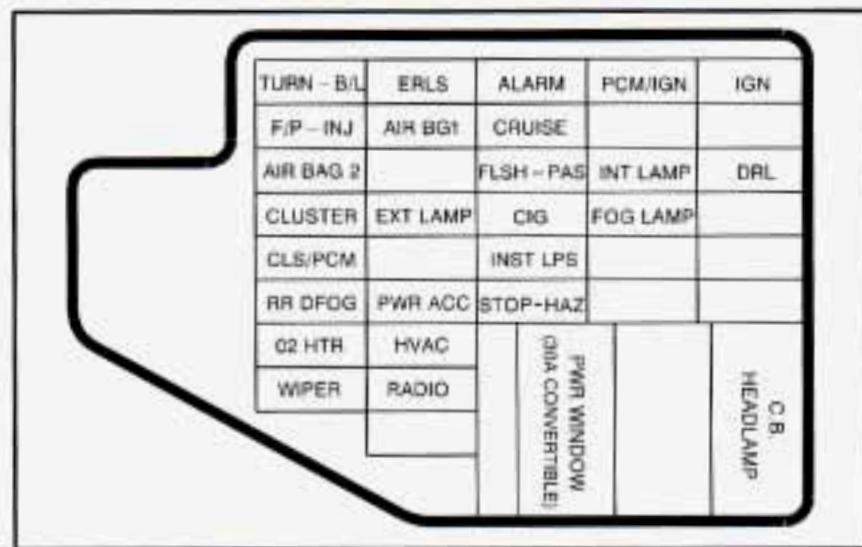 TURN - B/L ERLS ALARM PCM/IGN IGN
F/P - INJ AIR BG1 CRUISE
AIR BAG 2 FLSH - PAS INT LAMP DRL
CLUSTER EXT LAMP CIG FOG LAMP
CLS/PCM INST LPS
RR DFOG PWR ACC STOP-HAZ
02 HTR HVAC
WIPER RADIO
PWR WINDOW
(30A CONVERTIBLE)
C.B.
HEADLAMP